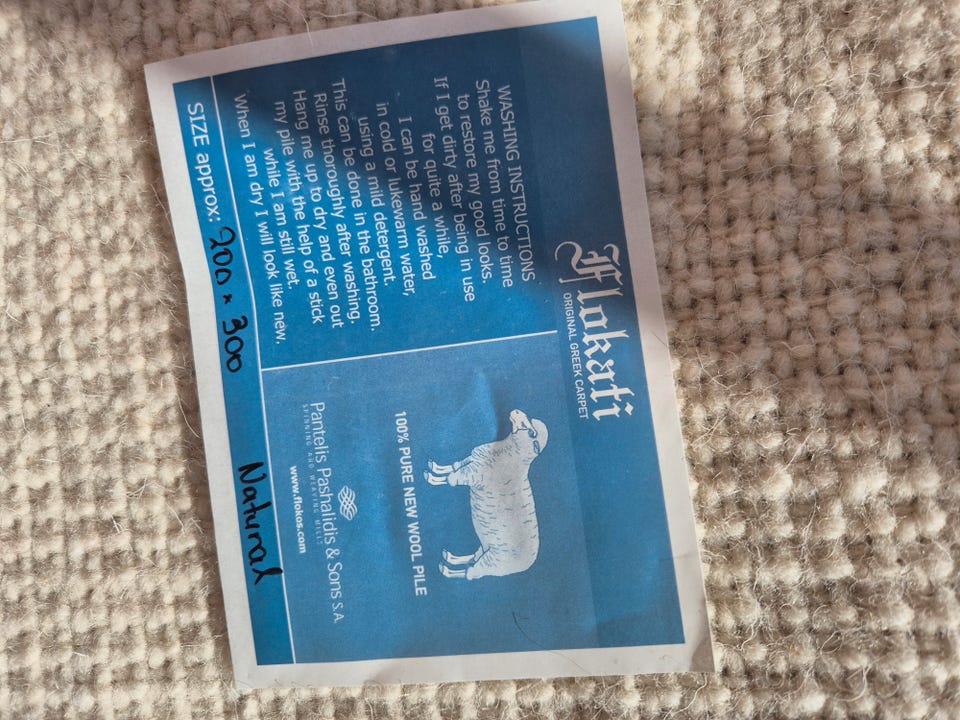 Flokati
ORIGINAL GREEK CARPET
WASHING INSTRUCTIONS
Shake me from time to time
to restore my good looks.
If I get dirty after being in use
for quite a while,
I can be hand washed
in cold or lukewarm water,
using a mild detergent.
This can be done in the bathroom.
Rinse thoroughly after washing.
Hang me up to dry and even out
my pile with the help of a stick
while I am still wet.
When I am dry I will look like new.
100% PURE NEW WOOL PILE
Pantelis Pashalidis & Sons S.A.
SPINNING AND WEAVING MILLS
www.flokos.com
SIZE approx: 200 x 300 Natural